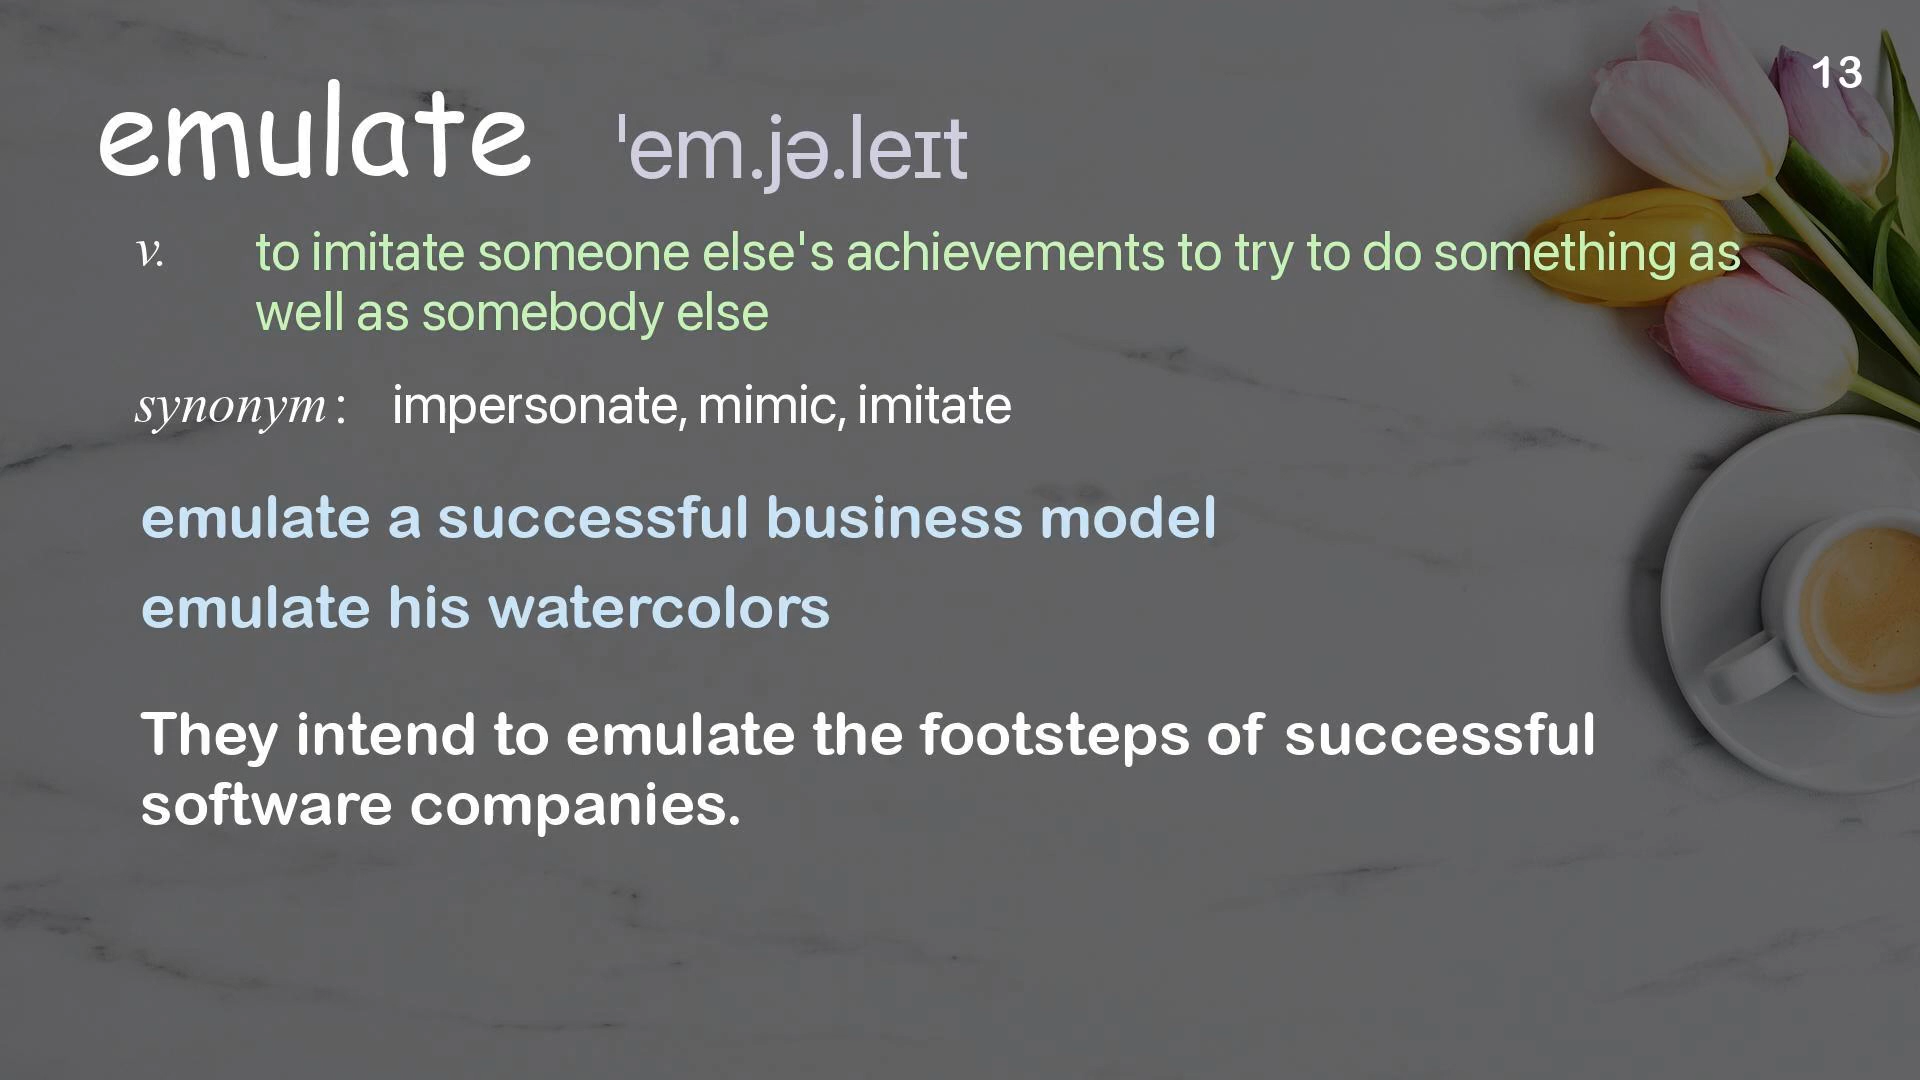 13
emulate ˈem.jə.leɪt
v. to imitate someone else's achievements to try to do something as
well as somebody else
synonym: impersonate, mimic, imitate
emulate a successful business model
emulate his watercolors
They intend to emulate the footsteps of successful
software companies.